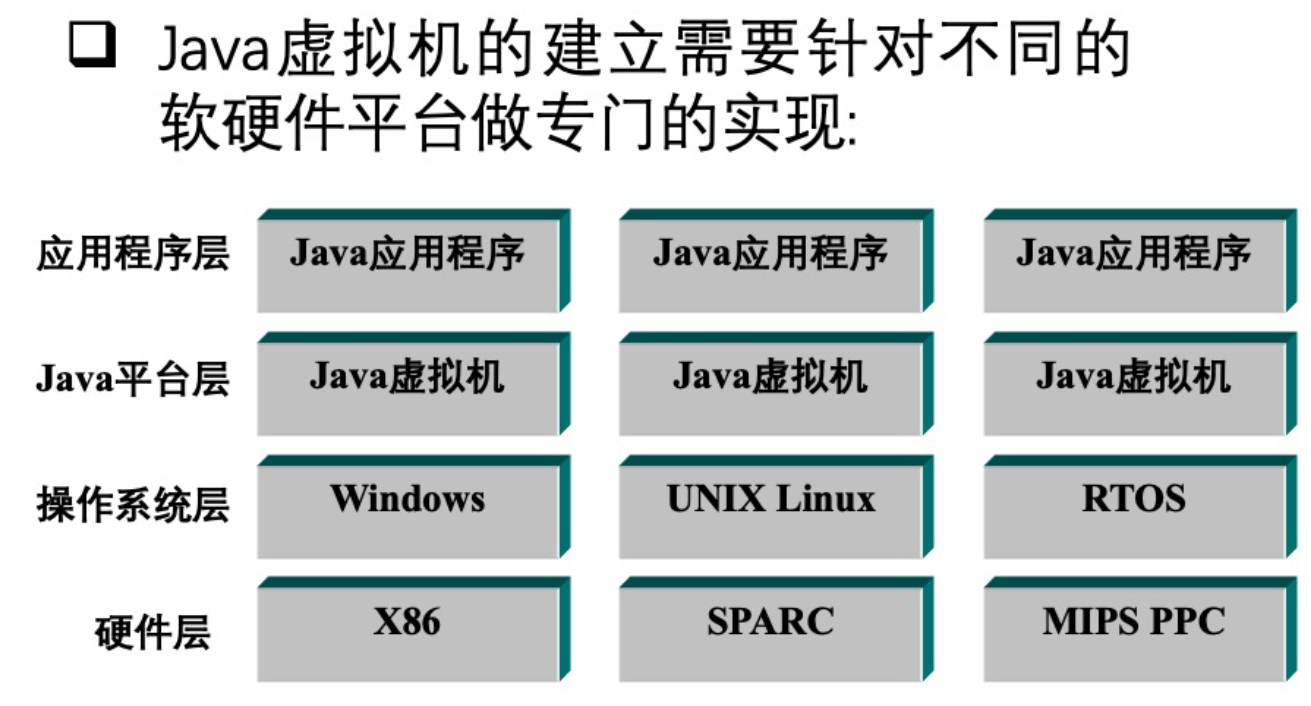 Java虚拟机的建立需要针对不同的
软硬件平台做专门的实现:
应用程序层 Java应用程序 Java应用程序 Java应用程序
Java平台层 Java虚拟机 Java虚拟机 Java虚拟机
操作系统层 Windows UNIX Linux RTOS
硬件层 X86 SPARC MIPS PPC